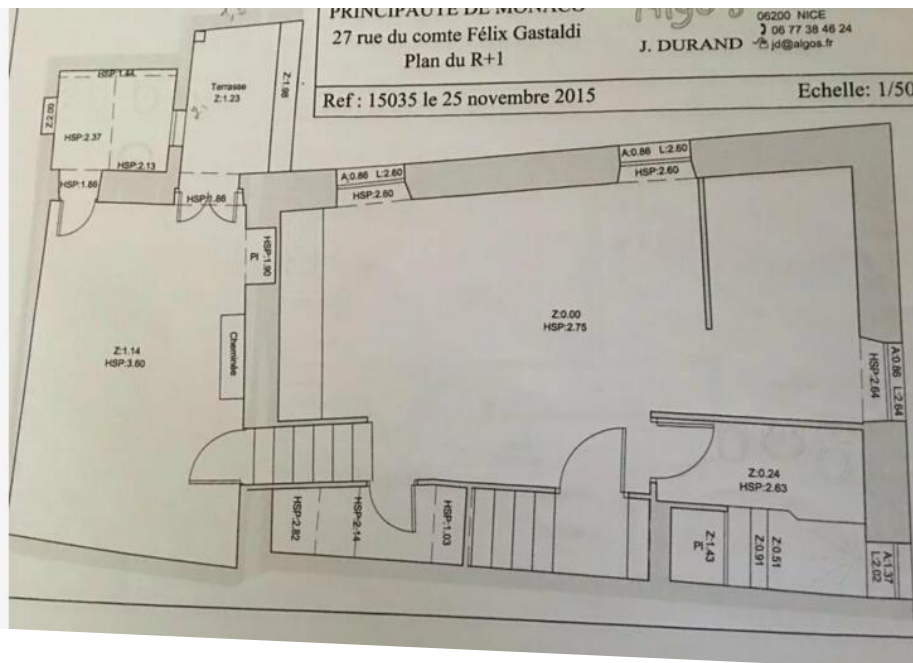 PRINCIPAUTE DE MONACO
27 rue du comte Félix Gastaldi
Plan du R+1
Algo's
06200 NICE
06 77 38 46 24
J. DURAND jd@algos.fr
Ref : 15035 le 25 novembre 2015
Echelle: 1/50
HSP:1.44
Z:2.00
HSP:2.37
HSP:2.13
HSP:1.86
Terrasse
Z:1.23
Z:1.98
HSP:1.86
A:0.86 L:2.60
HSP:2.60
A:0.86 L:2.60
HSP:2.60
HSP:1.90
Pl
Z:1.14
HSP:3.60
Cheminée
Z:0.00
HSP:2.75
A:0.86
L:2.64
HSP:2.64
Z:0.24
HSP:2.63
HSP:2.82
HSP:2.14
HSP:1.03
Z:1.43
Pl
Z:0.51
Z:0.91
A:1.37
L:2.02